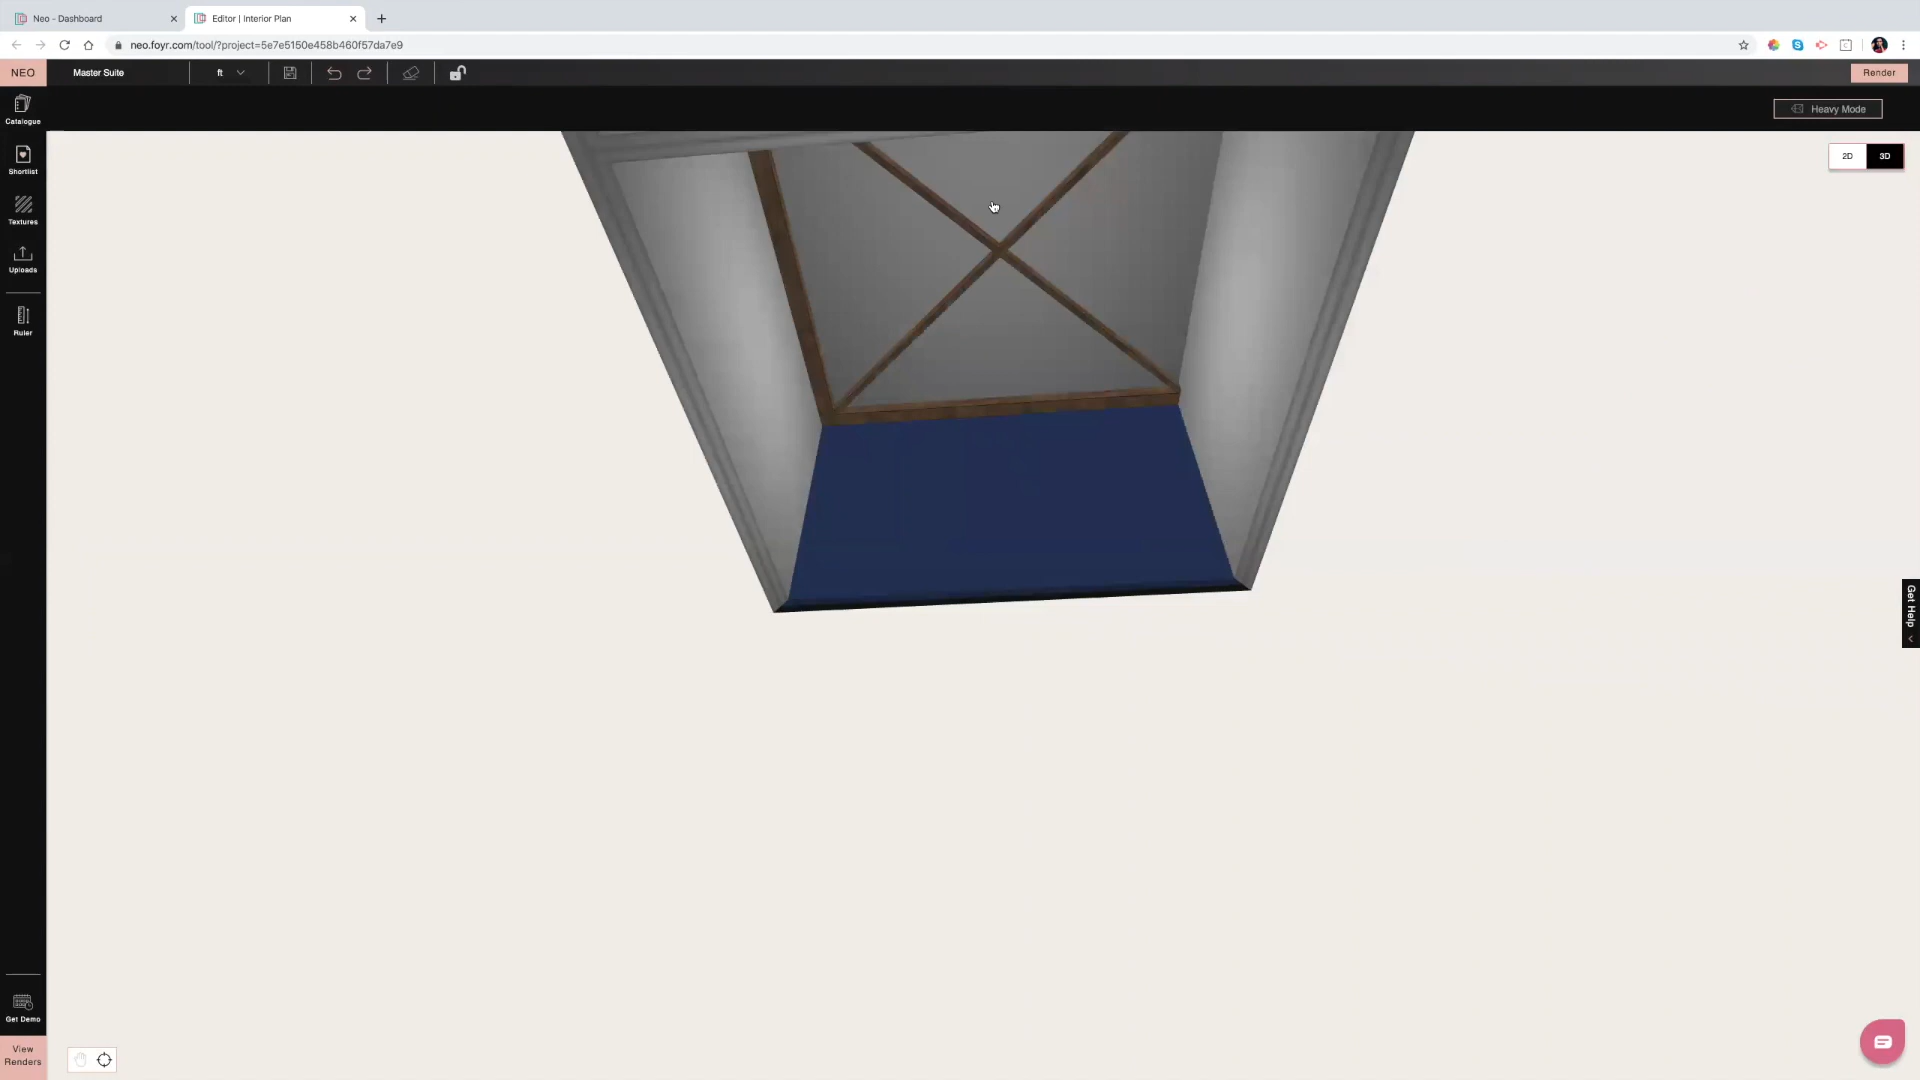 Neo - Dashboard
Editor | Interior Plan
neo.foyr.com/tool/?project=5e7e5150e458b460f57da7e9
NEO
Master Suite
ft
Render
Catalogue
Heavy Mode
Shortlist
2D
3D
Textures
Uploads
Ruler
Get Help
Get Demo
View
Renders